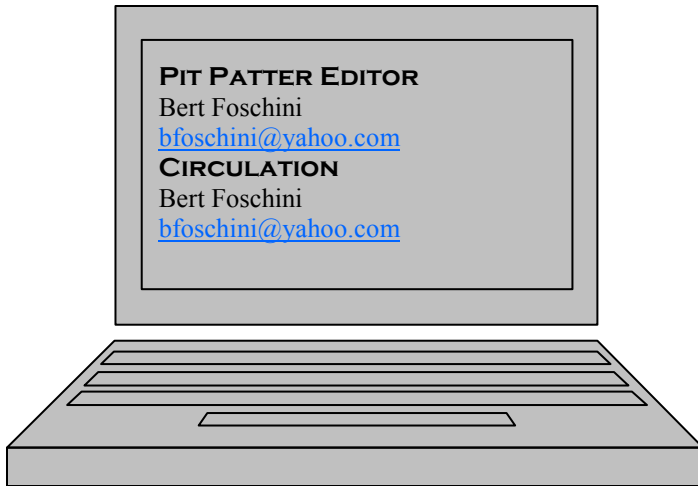 PIT PATTER EDITOR
Bert Foschini
bfoschini@yahoo.com
CIRCULATION
Bert Foschini
bfoschini@yahoo.com